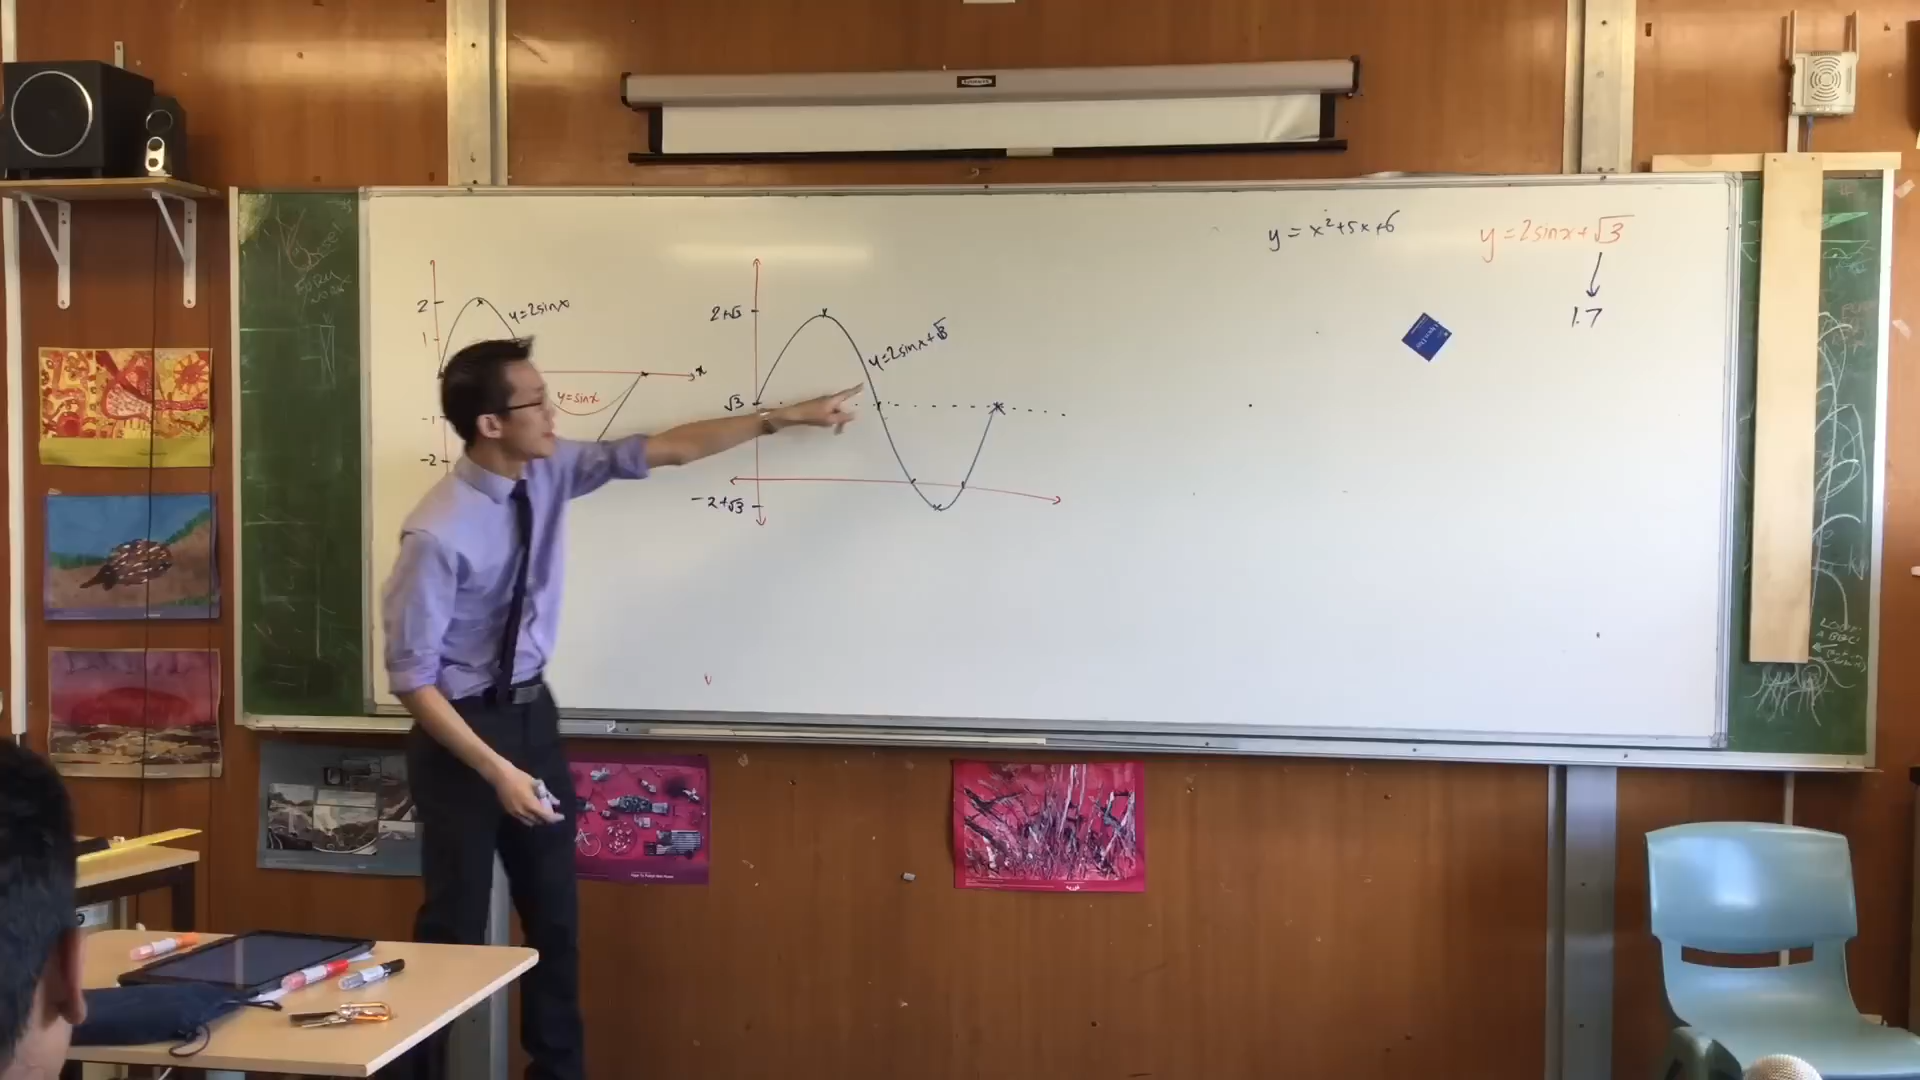 y = x²+5x+6
y = 2sinx+√3
1.7
2
1
-1
-2
y=2sinx
y=sinx
x
2+√3
√3
-2+√3
y=2sinx+√3